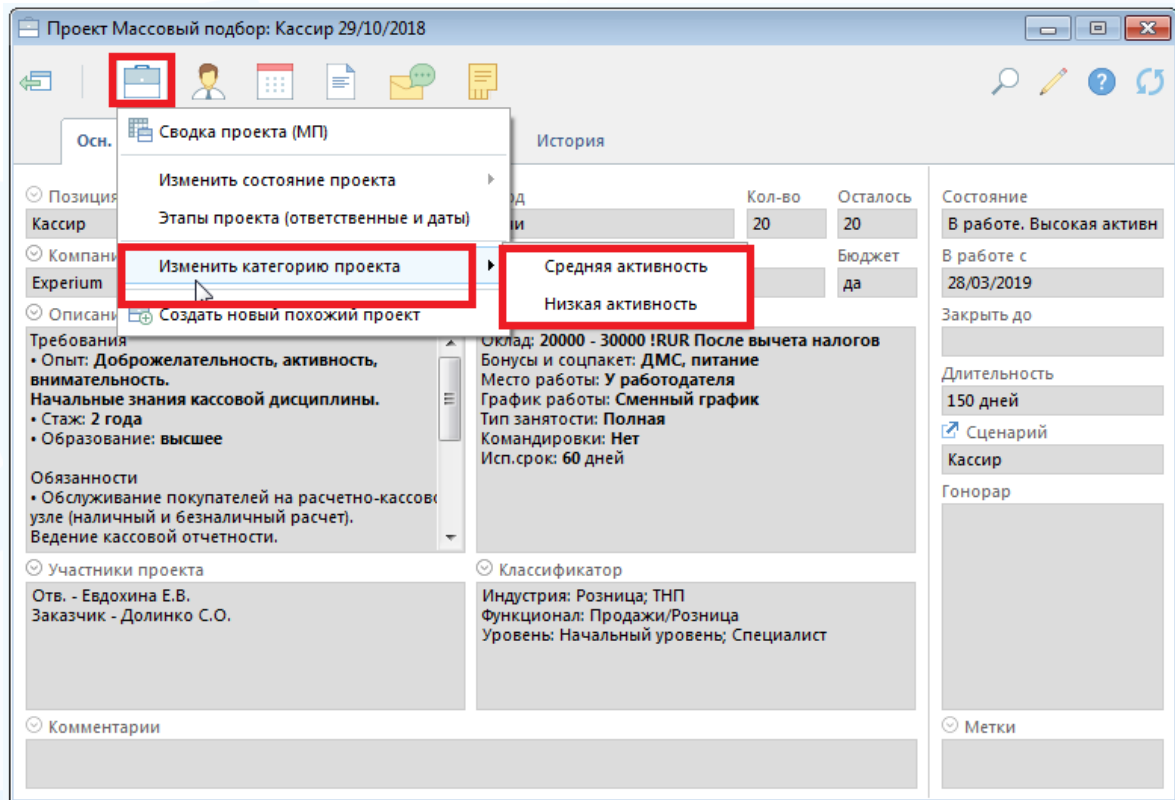 Проект Массовый подбор: Кассир 29/10/2018
Осн.
История
Сводка проекта (МП)
Изменить состояние проекта
Этапы проекта (ответственные и даты)
Изменить категорию проекта
Создать новый похожий проект
Средняя активность
Низкая активность
Позиция
Кол-во
Осталось
Кассир
20
20
Компани
Бюджет
Experium
да
Описани
Требования
• Опыт: Доброжелательность, активность,
внимательность.
Начальные знания кассовой дисциплины.
• Стаж: 2 года
• Образование: высшее
Обязанности
• Обслуживание покупателей на расчетно-кассово
узле (наличный и безналичный расчет).
Ведение кассовой отчетности.
Оклад: 20000 - 30000 !RUR После вычета налогов
Бонусы и соцпакет: ДМС, питание
Место работы: У работодателя
График работы: Сменный график
Тип занятости: Полная
Командировки: Нет
Исп.срок: 60 дней
Участники проекта
Отв. - Евдохина Е.В.
Заказчик - Долинко С.О.
Классификатор
Индустрия: Розница; ТНП
Функционал: Продажи/Розница
Уровень: Начальный уровень; Специалист
Комментарии
Состояние
В работе. Высокая активн
В работе с
28/03/2019
Закрыть до
Длительность
150 дней
Сценарий
Кассир
Гонорар
Метки